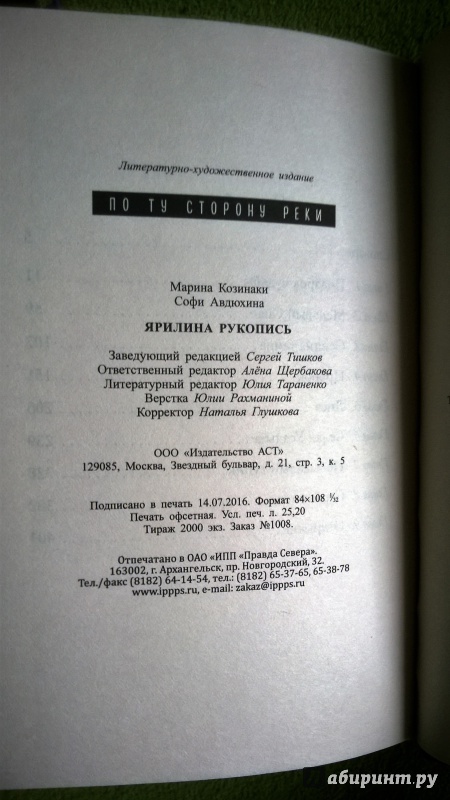 Литературно-художественное издание
ПО ТУ СТОРОНУ РЕКИ
Марина Козинаки
Софи Авдюхина
ЯРИЛИНА РУКОПИСЬ
Заведующий редакцией Сергей Тишков
Ответственный редактор Алёна Щербакова
Литературный редактор Юлия Тараненко
Верстка Юлии Рахманиной
Корректор Наталья Глушкова
ООО «Издательство АСТ»
129085, Москва, Звездный бульвар, д. 21, стр. 3, к. 5
Подписано в печать 14.07.2016. Формат 84×108 1/32
Печать офсетная. Усл. печ. л. 25,20
Тираж 2000 экз. Заказ №1008.
Отпечатано в ОАО «ИПП «Правда Севера».
163002, г. Архангельск, пр. Новгородский, 32.
Тел./факс (8182) 64-14-54, тел.: (8182) 65-37-65, 65-38-78
www.ippps.ru, e-mail: zakaz@ippps.ru
абиринт.ру